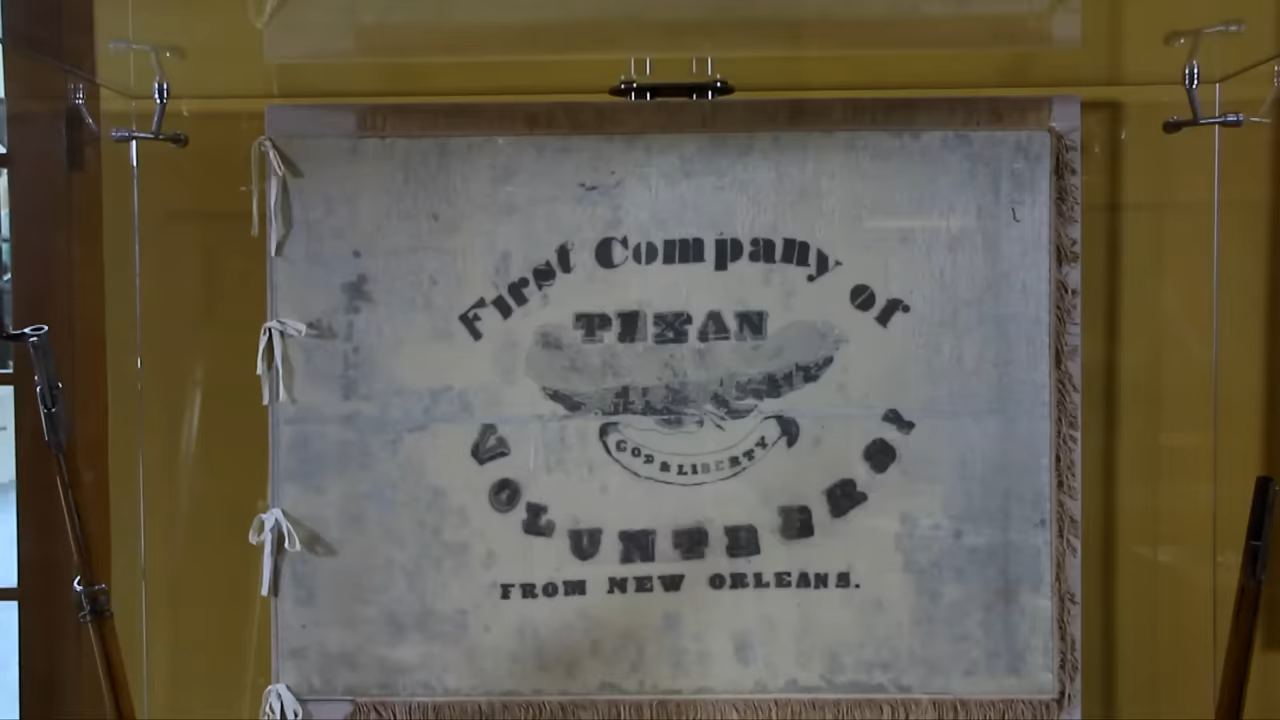 First Company of
TEXAN
GOD & LIBERTY
VOLUNTEERS!
FROM NEW ORLEANS.